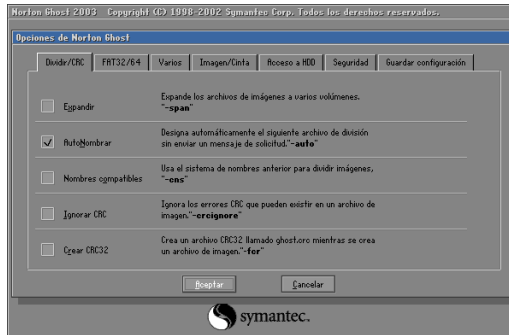 Norton Ghost 2003 Copyright (C) 1998-2002 Symantec Corp. Todos los derechos reservados.
Opciones de Norton Ghost
Dividir/CRC FAT32/64 Varios Imagen/Cinta Acceso a HDD Seguridad Guardar configuración
Expande los archivos de imágenes a varios volúmenes.
Expandir "-span"
Designa automáticamente el siguiente archivo de división
AutoNombrar sin enviar un mensaje de solicitud."-auto"
Usa el sistema de nombres anterior para dividir imágenes,
Nombres compatibles "-cns"
Ignora los errores CRC que pueden existir en un archivo de
Ignorar CRC imagen."-crcignore"
Crea un archivo CRC32 llamado ghost.crc mientras se crea
Crear CRC32 un archivo de imagen."-fcr"
Aceptar Cancelar
symantec.